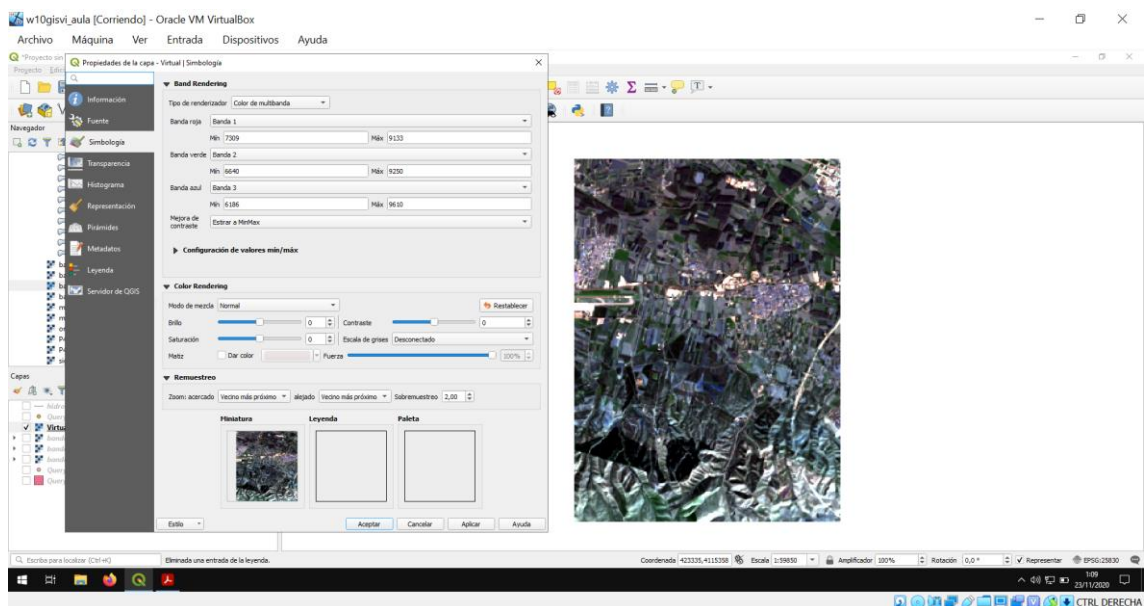 w10gisvi_aula [Corriendo] - Oracle VM VirtualBox
Archivo Máquina Ver Entrada Dispositivos Ayuda
Propiedades de la capa - Virtual | Simbología
Información
Fuente
Simbología
Transparencia
Histograma
Representación
Pirámides
Metadatos
Leyenda
Servidor de QGIS
Band Rendering
Tipo de renderizador Color de multibanda
Banda roja Banda 1
Mín 7309 Máx 9133
Banda verde Banda 2
Mín 6640 Máx 9250
Banda azul Banda 3
Mín 6186 Máx 9610
Mejora de contraste Estirar a MinMax
Configuración de valores mín/máx
Color Rendering
Modo de mezcla Normal Restablecer
Brillo 0 Contraste 0
Saturación 0 Escala de grises Desconectado
Matiz Dar color Fuerza 100%
Remuestreo
Zoom: acercado Vecino más próximo alejado Vecino más próximo Sobremuestreo 2,00
Miniatura Leyenda Paleta
Estilo Aceptar Cancelar Aplicar Ayuda
Navegador
Capas
Escriba para localizar (Ctrl+K) Eliminada una entrada de la leyenda. Coordenada 423335,4115358 Escala 1:59850 Amplificador 100% Rotación 0,0 ° Representar EPSG:25830
1:09
23/11/2020
CTRL DERECHA